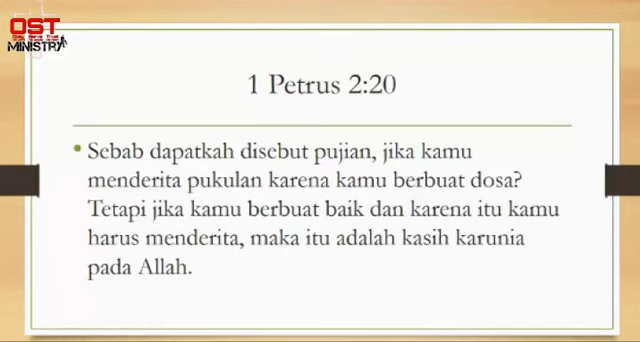 OST
MINISTRY
1 Petrus 2:20
• Sebab dapatkah disebut pujian, jika kamu
menderita pukulan karena kamu berbuat dosa?
Tetapi jika kamu berbuat baik dan karena itu kamu
harus menderita, maka itu adalah kasih karunia
pada Allah.